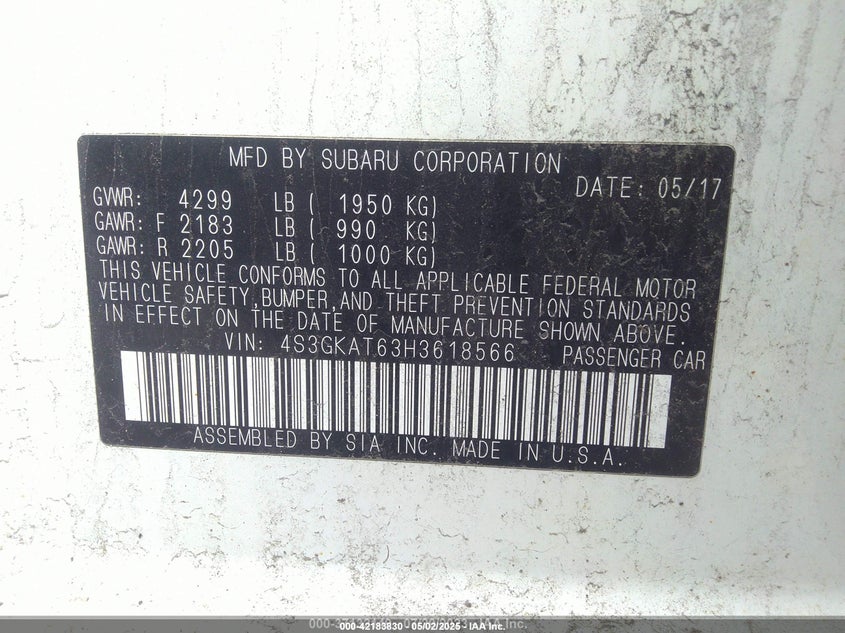 MFD BY SUBARU CORPORATION
DATE: 05/17
GVWR: 4299 LB ( 1950 KG)
GAWR: F 2183 LB ( 990 KG)
GAWR: R 2205 LB ( 1000 KG)
THIS VEHICLE CONFORMS TO ALL APPLICABLE FEDERAL MOTOR
VEHICLE SAFETY,BUMPER,AND THEFT PREVENTION STANDARDS
IN EFFECT ON THE DATE OF MANUFACTURE SHOWN ABOVE.
VIN: 4S3GKAT63H3618566 PASSENGER CAR
ASSEMBLED BY SIA INC. MADE IN U.S.A.
000-42183830 - 05/02/2025 - IAA Inc.